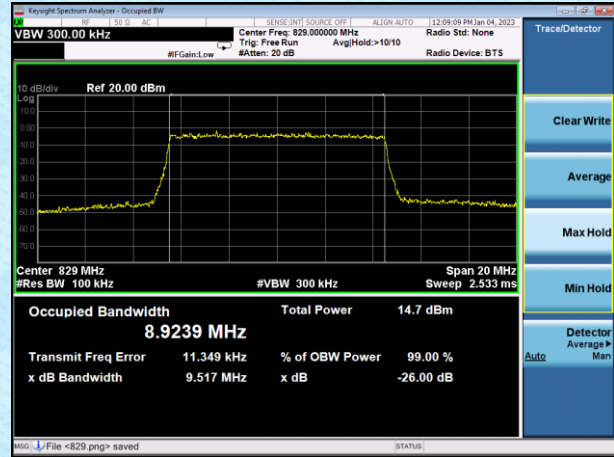 Keysight Spectrum Analyzer - Occupied BW
RF 50 Ω AC SENSE:INT SOURCE OFF ALIGN AUTO 12:09:09 PM Jan 04, 2023
VBW 300.00 kHz Center Freq: 829.000000 MHz Radio Std: None Trace/Detector
Trig: Free Run Avg|Hold:>10/10
#IFGain:Low #Atten: 20 dB Radio Device: BTS
10 dB/div Ref 20.00 dBm
Log
10.0
0.00
-10.0
-20.0
-30.0
-40.0
-50.0
-60.0
-70.0
Center 829 MHz Span 20 MHz
#Res BW 100 kHz #VBW 300 kHz Sweep 2.533 ms
Occupied Bandwidth Total Power 14.7 dBm
8.9239 MHz
Transmit Freq Error 11.349 kHz % of OBW Power 99.00 %
x dB Bandwidth 9.517 MHz x dB -26.00 dB
Clear Write
Average
Max Hold
Min Hold
Detector
Average
Auto Man
MSG File <829.png> saved STATUS